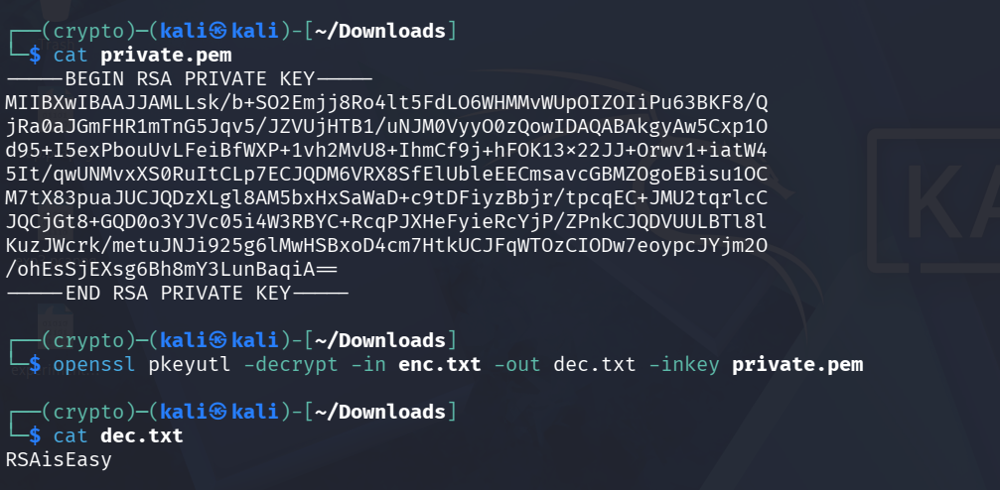 ┌──(crypto)─(kali㉿kali)-[~/Downloads]
└─$ cat private.pem
-----BEGIN RSA PRIVATE KEY-----
MIIBXwIBAAJJAMLLsk/b+SO2Emjj8Ro4lt5FdLO6WHMMvWUpOIZOIiPu63BKF8/Q
jRa0aJGmFHR1mTnG5Jqv5/JZVUjHTB1/uNJM0VyyO0zQowIDAQABAkgyAw5Cxp1O
d95+I5exPbouUvLFeiBfWXP+1vh2MvU8+IhmCf9j+hFOK13x22JJ+Orwv1+iatW4
5It/qwUNMvxXS0RuItCLp7ECJQDM6VRX8SfElUbleEECmsavcGBMZOgoEBisu1OC
M7tX83puaJUCJQDzXLgl8AM5bxHxSaWaD+c9tDFiyzBbjr/tpcqEC+JMU2tqrlcC
JQCjGt8+GQD0o3YJVc05i4W3RBYC+RcqPJXHeFyieRcYjP/ZPnkCJQDVUULBTl8l
KuzJWcrk/metuJNJi925g6lMwHSBxoD4cm7HtkUCJFqWTOzCIODw7eoypcJYjm2O
/ohEsSjEXsg6Bh8mY3LunBaqiA==
-----END RSA PRIVATE KEY-----
┌──(crypto)─(kali㉿kali)-[~/Downloads]
└─$ openssl pkeyutl -decrypt -in enc.txt -out dec.txt -inkey private.pem
┌──(crypto)─(kali㉿kali)-[~/Downloads]
└─$ cat dec.txt
RSAisEasy
KA